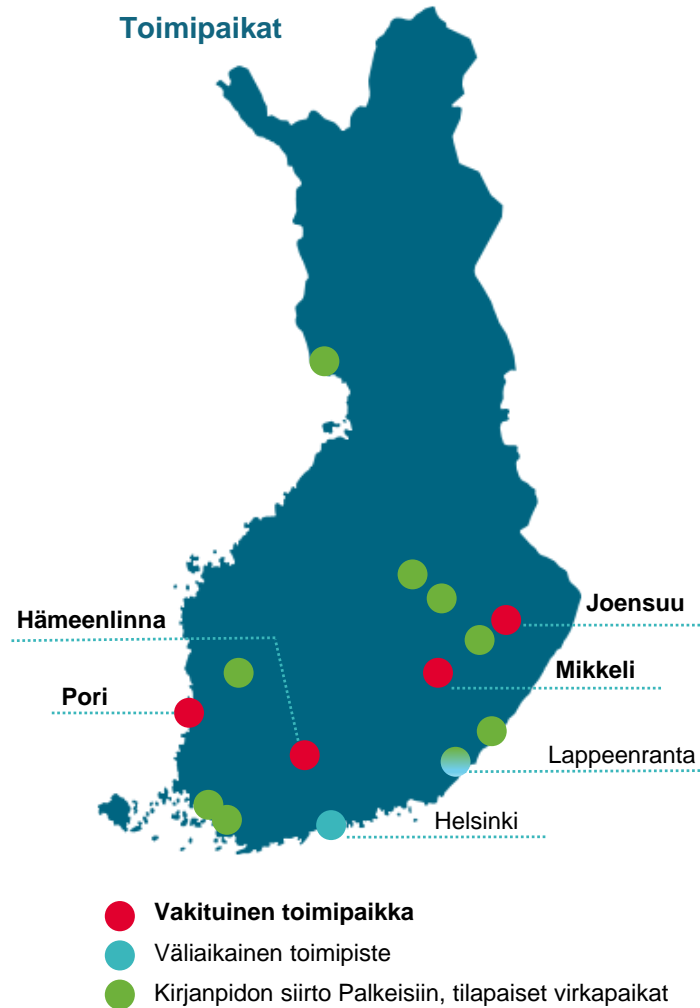 Toimipaikat
Hämeenlinna
Joensuu
Mikkeli
Pori
Lappeenranta
Helsinki
Vakituinen toimipaikka
Väliaikainen toimipiste
Kirjanpidon siirto Palkeisiin, tilapaiset virkapaikat